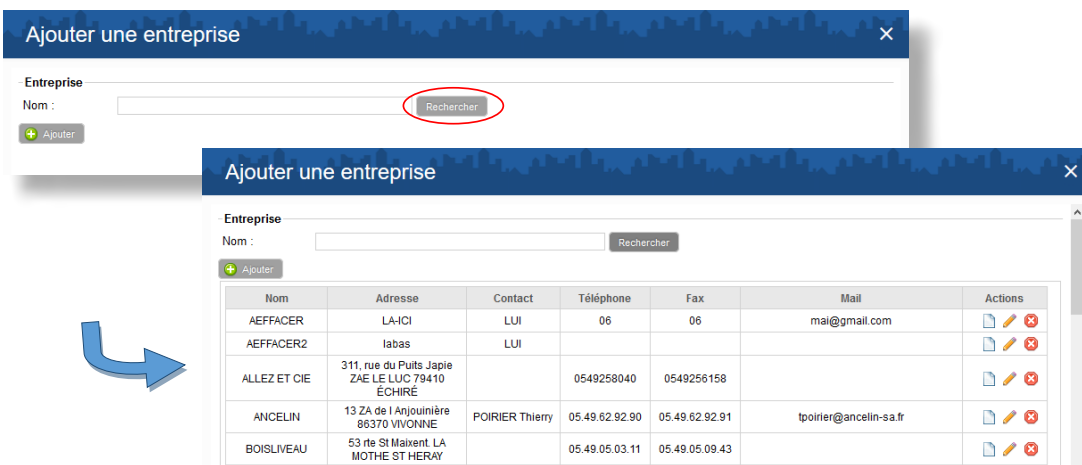 Ajouter une entreprise
Entreprise
Nom :
Rechercher
Ajouter
Ajouter une entreprise
Entreprise
Nom :
Rechercher
Ajouter
Nom Adresse Contact Téléphone Fax Mail Actions
AEFFACER LA-ICI LUI 06 06 mai@gmail.com
AEFFACER2 labas LUI
311, rue du Puits Japie
ALLEZ ET CIE ZAE LE LUC 79410 0549258040 0549256158
ÉCHIRÉ
13 ZA de l Anjouinière
ANCELIN POIRIER Thierry 05.49.62.92.90 05.49.62.92.91 tpoirier@ancelin-sa.fr
86370 VIVONNE
53 rte St Maixent. LA
BOISLIVEAU 05.49.05.03.11 05.49.05.09.43
MOTHE ST HERAY